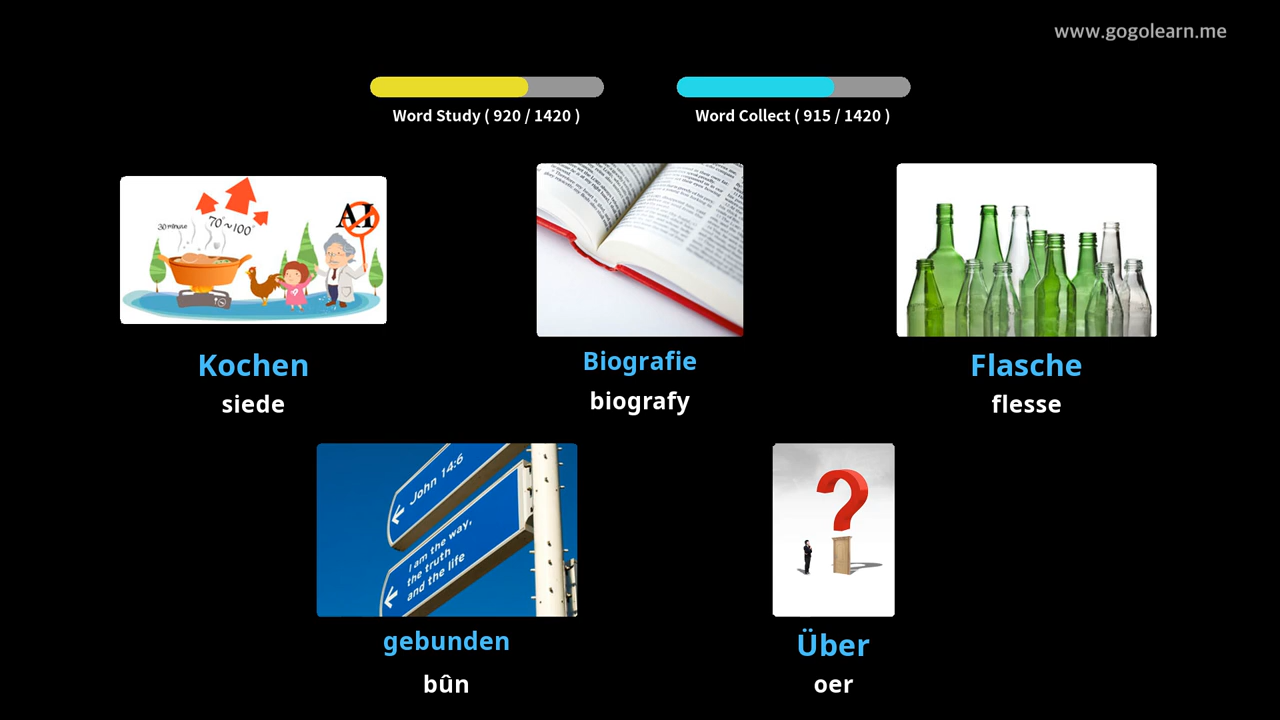 www.gogolearn.me
Word Study ( 920 / 1420 )
Word Collect ( 915 / 1420 )
30 minute
70°~100°
AI
Kochen
siede
Biografie
biografy
Flasche
flesse
John 14:6
I am the way,
the truth
and the life
?
gebunden
bûn
Über
oer